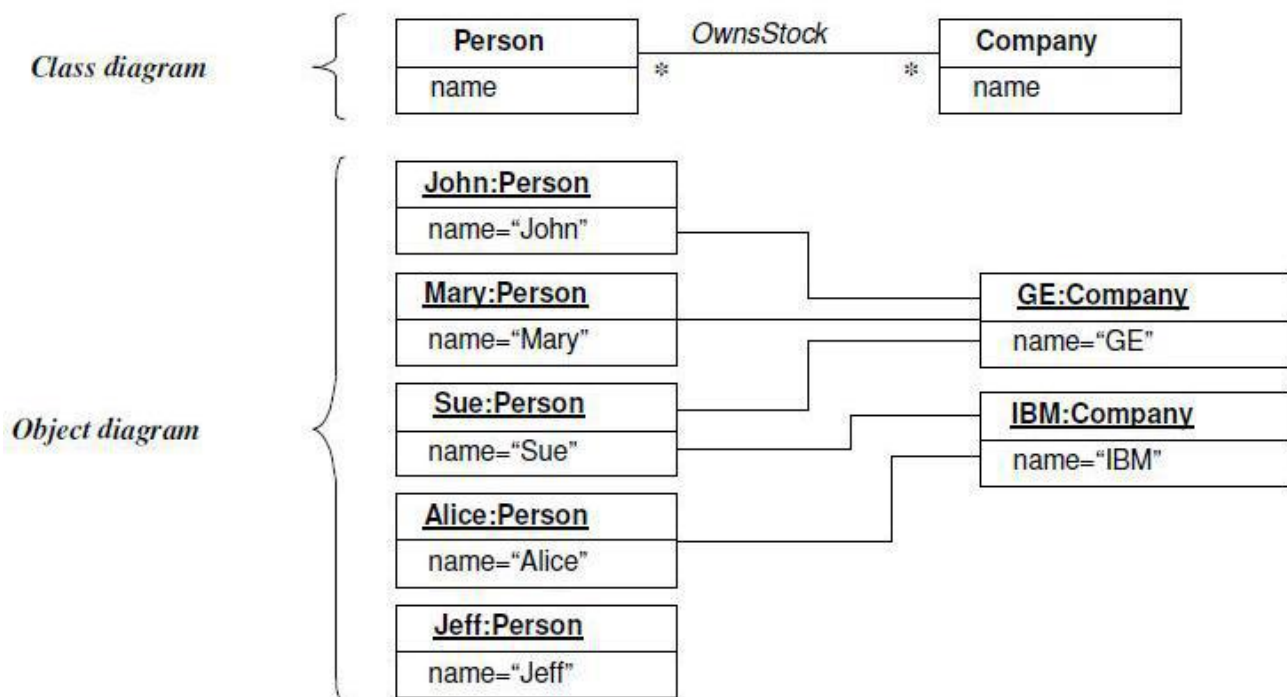 Class diagram
Person
OwnsStock
Company
*
*
name
name
Object diagram
John:Person
name=“John”
Mary:Person
name=“Mary”
GE:Company
name=“GE”
Sue:Person
name=“Sue”
IBM:Company
name=“IBM”
Alice:Person
name=“Alice”
Jeff:Person
name=“Jeff”